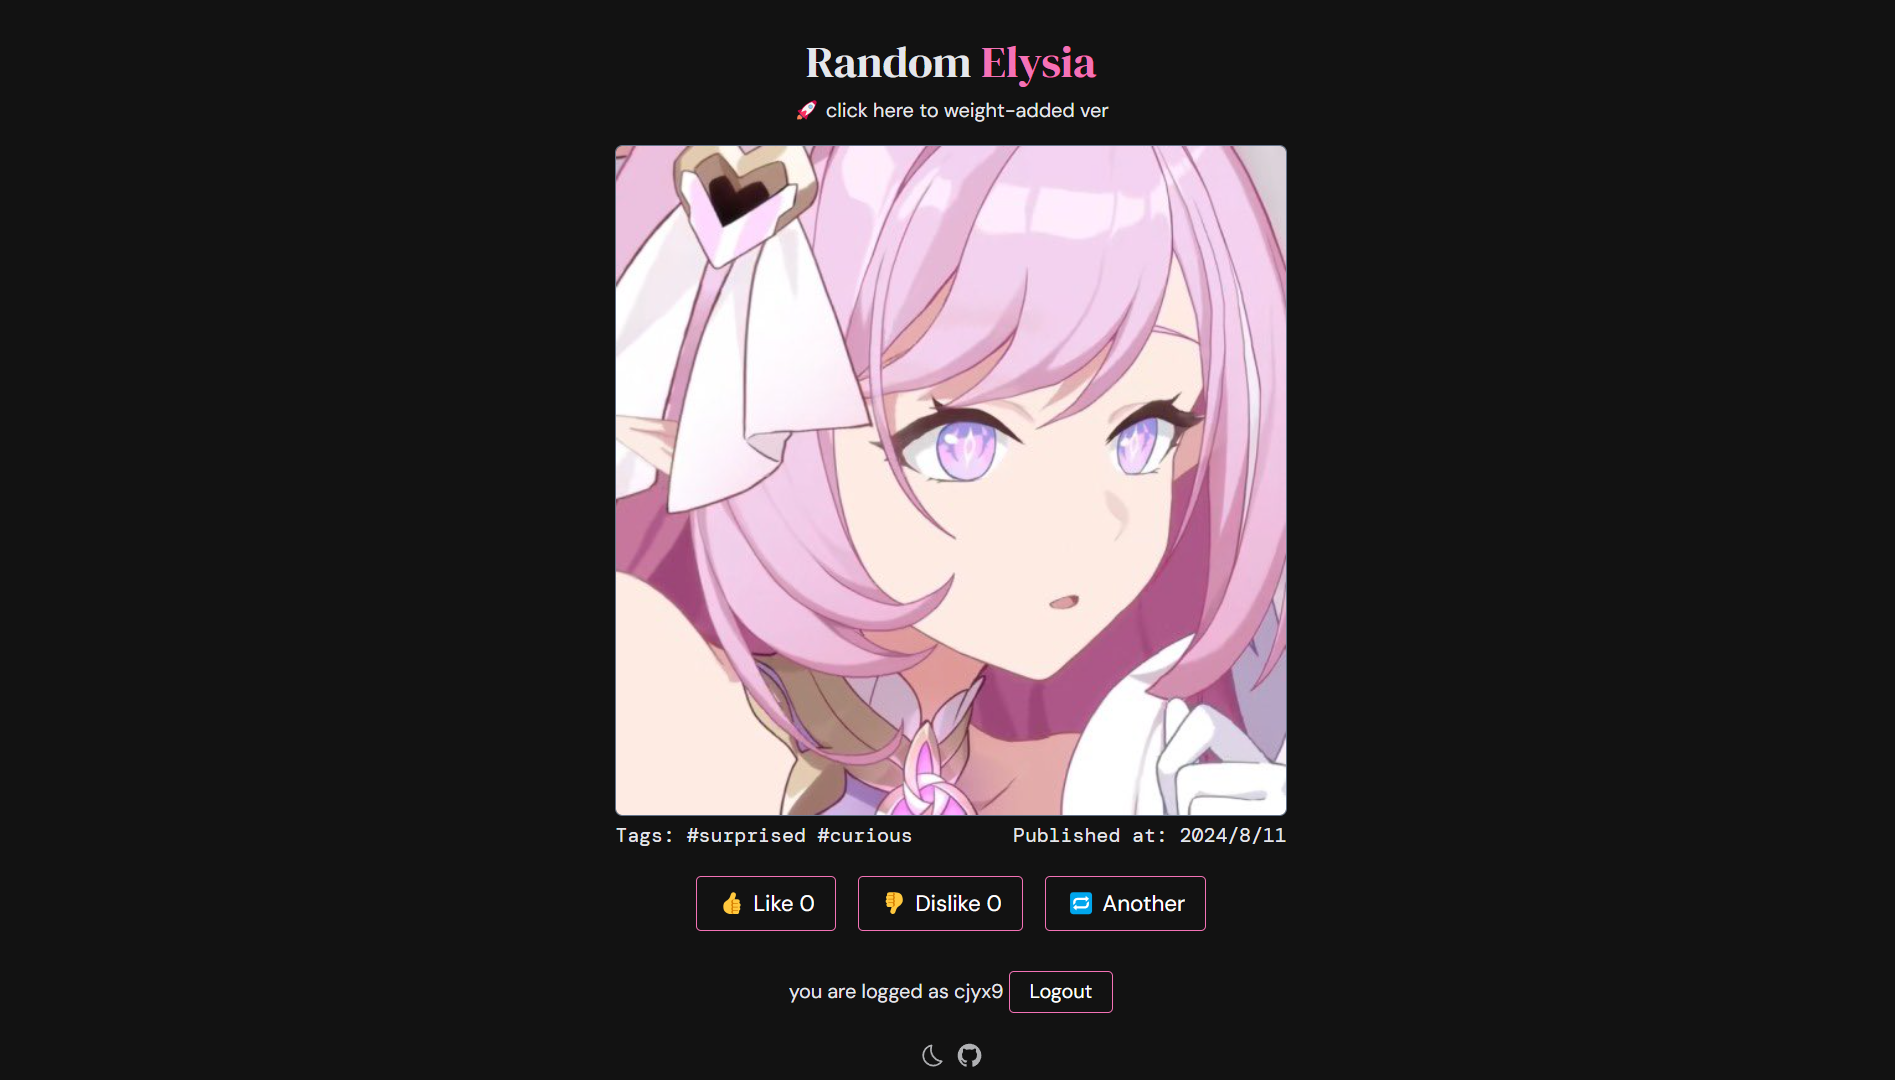 Random Elysia
🚀 click here to weight-added ver
Tags: #surprised #curious
Published at: 2024/8/11
👍 Like 0
👎 Dislike 0
🔁 Another
you are logged as cjyx9
Logout